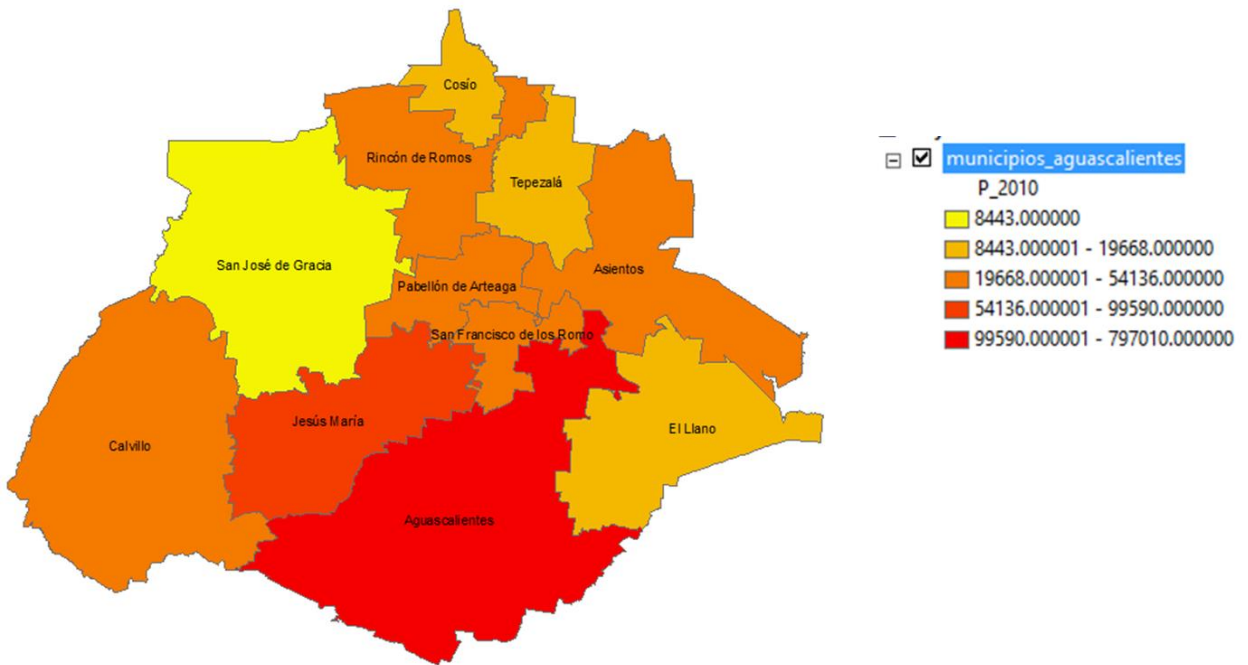 Cosío
Rincón de Romos
Tepezalá
San José de Gracia
Asientos
Pabellón de Arteaga
San Francisco de los Romo
Jesús María
El Llano
Calvillo
Aguascalientes
municipios_aguascalientes
P_2010
8443.000000
8443.000001 - 19668.000000
19668.000001 - 54136.000000
54136.000001 - 99590.000000
99590.000001 - 797010.000000